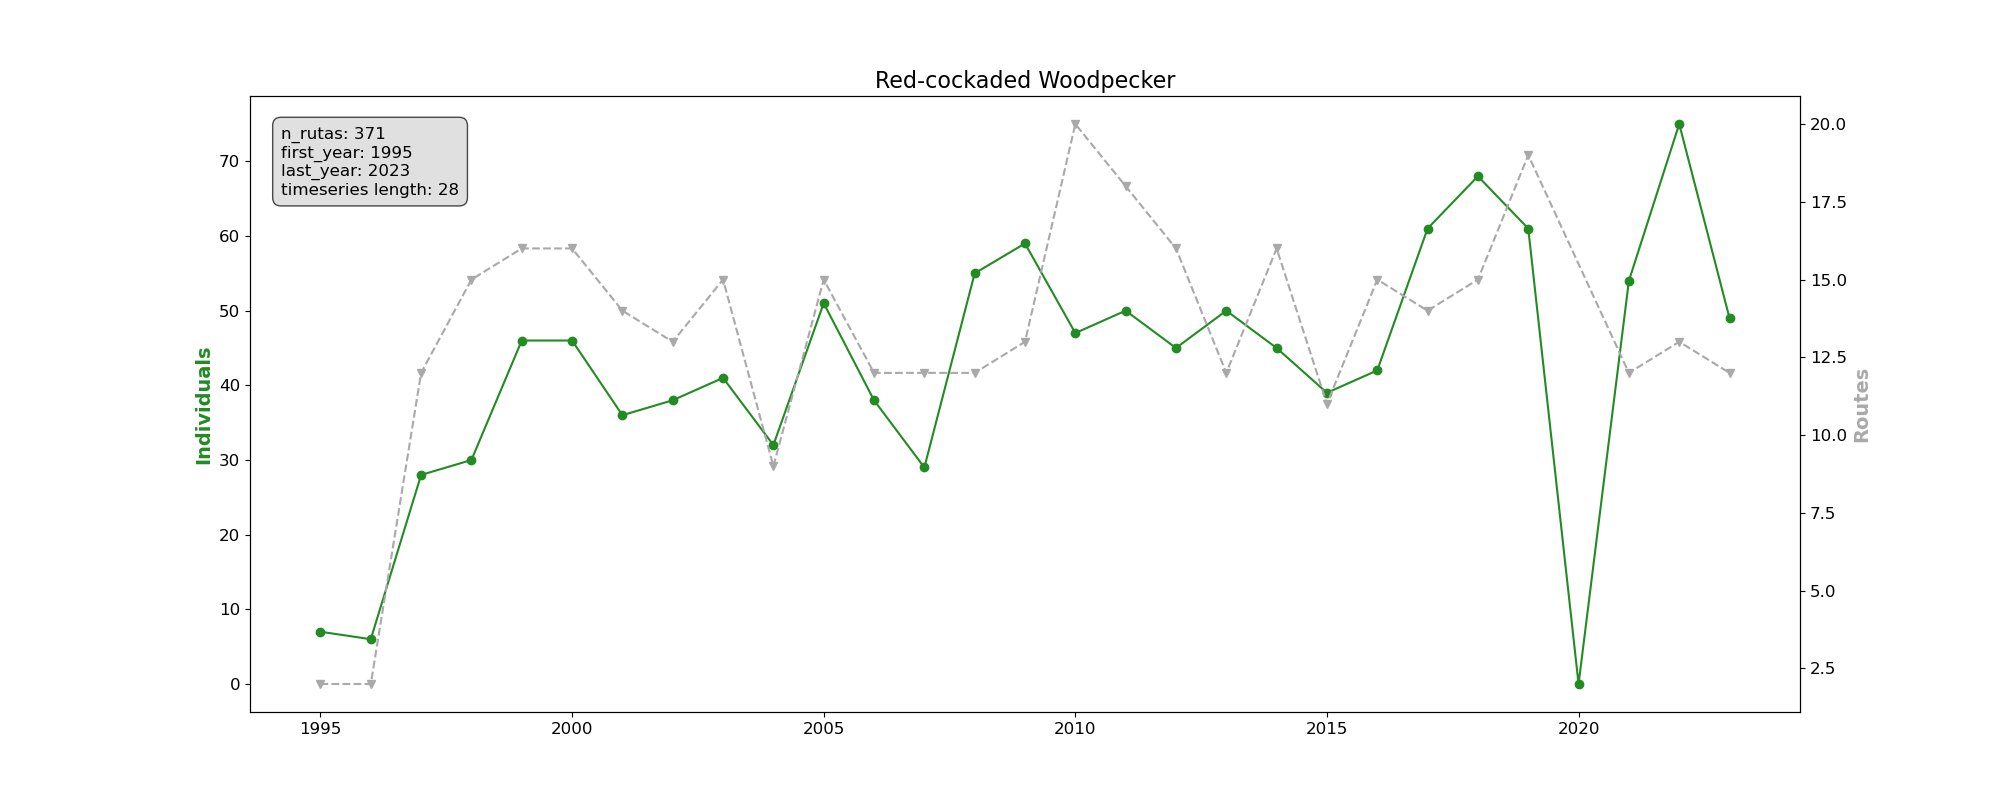 Red-cockaded Woodpecker
n_rutas: 371
first_year: 1995
last_year: 2023
timeseries length: 28
Individuals
70
60
50
40
30
20
10
0
20.0
17.5
15.0
12.5
10.0
7.5
5.0
2.5
Routes
1995 2000 2005 2010 2015 2020